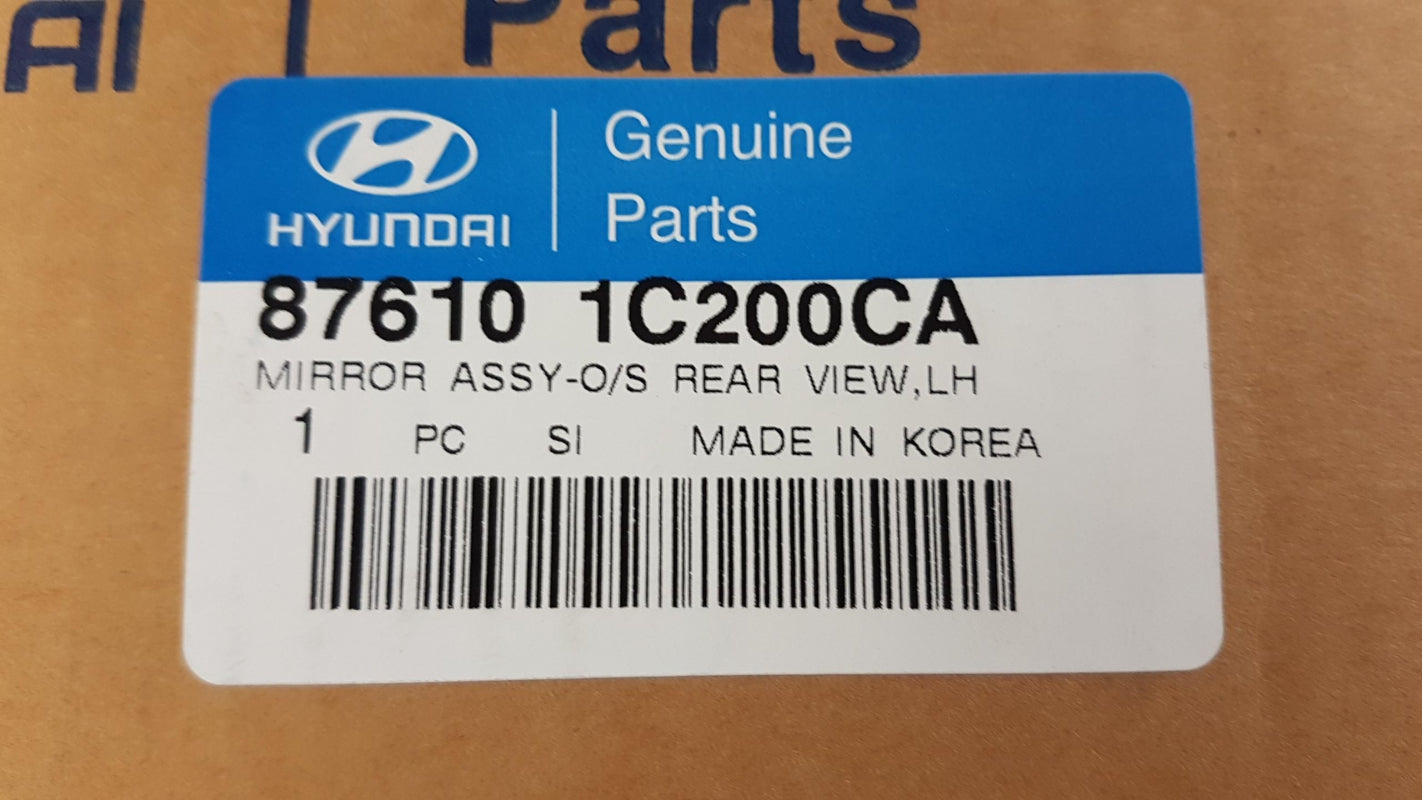 AI Parts
HYUNDAI
Genuine
Parts
87610 1C200CA
MIRROR ASSY-O/S REAR VIEW,LH
1 PC SI MADE IN KOREA